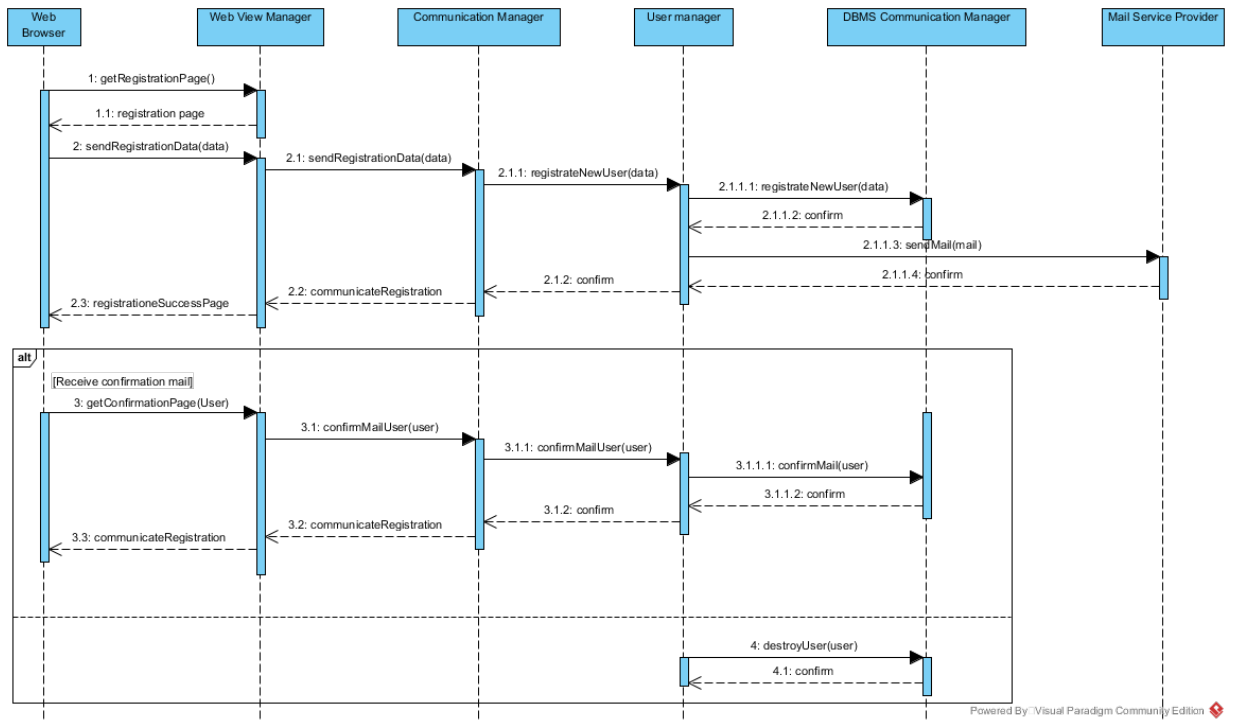 Web
Browser
Web View Manager
Communication Manager
User manager
DBMS Communication Manager
Mail Service Provider
1: getRegistrationPage()
1.1: registration page
2: sendRegistrationData(data)
2.1: sendRegistrationData(data)
2.1.1: registrateNewUser(data)
2.1.1.1: registrateNewUser(data)
2.1.1.2: confirm
2.1.1.3: sendMail(mail)
2.1.1.4: confirm
2.1.2: confirm
2.2: communicateRegistration
2.3: registrationeSuccessPage
alt
[Receive confirmation mail]
3: getConfirmationPage(User)
3.1: confirmMailUser(user)
3.1.1: confirmMailUser(user)
3.1.1.1: confirmMail(user)
3.1.1.2: confirm
3.1.2: confirm
3.2: communicateRegistration
3.3: communicateRegistration
4: destroyUser(user)
4.1: confirm
Powered By Visual Paradigm Community Edition